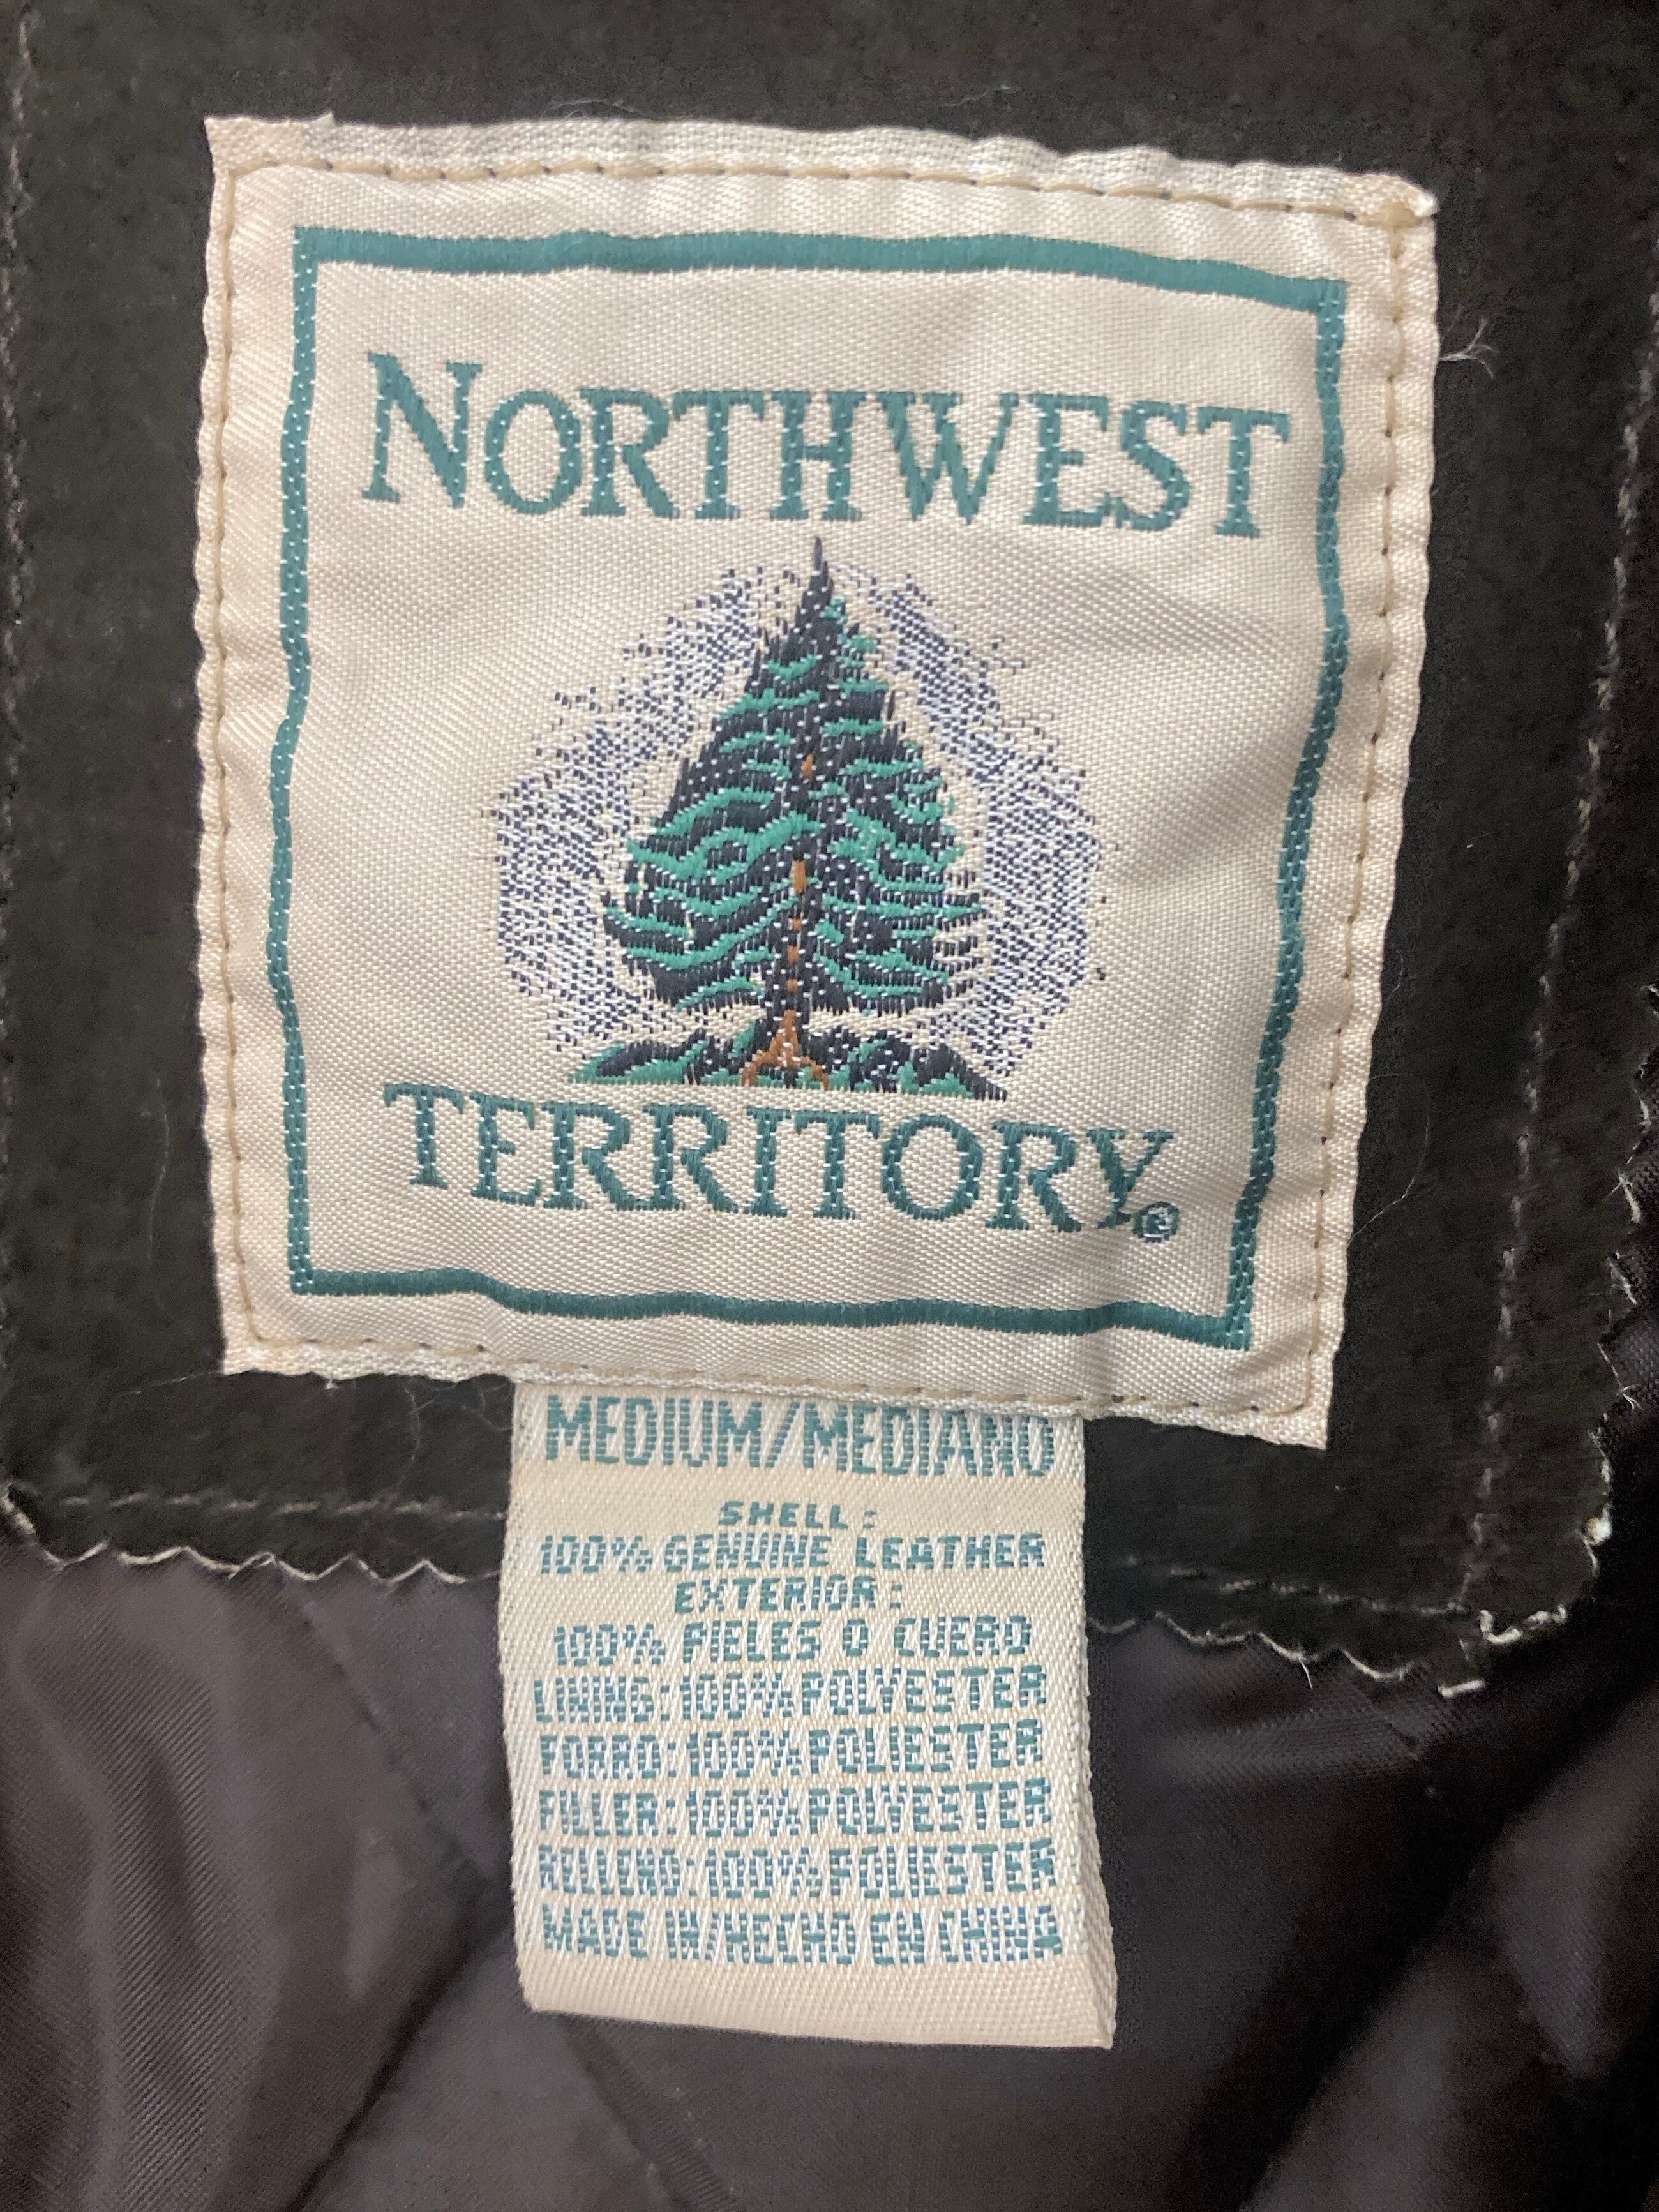 NORTHWEST
TERRITORY®
MEDIUM/MEDIANO
SHELL:
100% GENUINE LEATHER
EXTERIOR:
100% PIELES O CUERO
LINING: 100% POLYESTER
FORRO: 100% POLIESTER
FILLER: 100% POLYESTER
RELLENO: 100% POLIESTER
MADE IN/HECHO EN CHINA